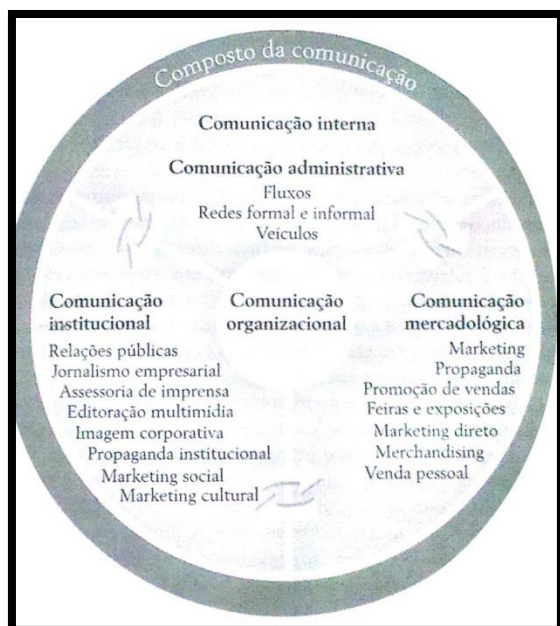 Composto da comunicação
Comunicação interna
Comunicação administrativa
Fluxos
Redes formal e informal
Veículos
Comunicação
institucional
Relações públicas
Jornalismo empresarial
Assessoria de imprensa
Editoração multimídia
Imagem corporativa
Propaganda institucional
Marketing social
Marketing cultural
Comunicação
organizacional
Comunicação
mercadológica
Marketing
Propaganda
Promoção de vendas
Feiras e exposições
Marketing direto
Merchandising
Venda pessoal